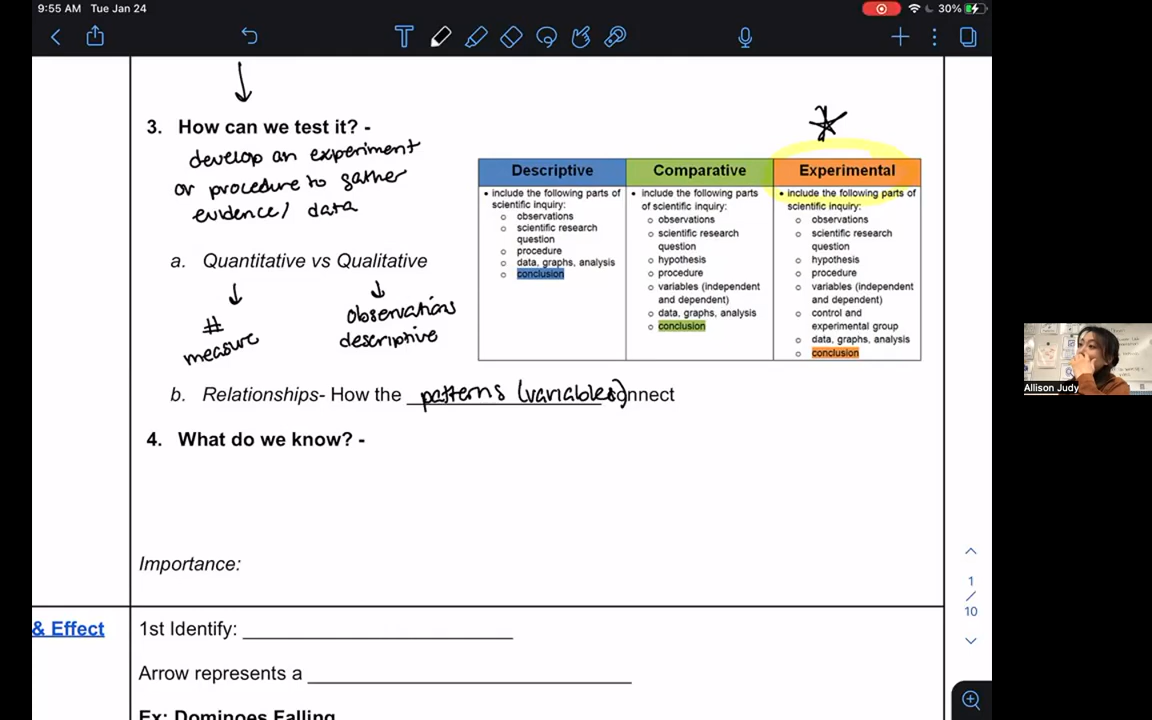 9:55 AM Tue Jan 24
30%
3. How can we test it? -
develop an experiment
or procedure to gather
evidence/ data
Descriptive
Comparative
Experimental
• include the following parts of
scientific inquiry:
o observations
o scientific research
question
o procedure
o data, graphs, analysis
o conclusion
• include the following parts
of scientific inquiry:
o observations
o scientific research
question
o hypothesis
o procedure
o variables (independent
and dependent)
o data, graphs, analysis
o conclusion
• include the following parts of
scientific inquiry:
o observations
o scientific research
question
o hypothesis
o procedure
o variables (independent
and dependent)
o control and
experimental group
o data, graphs, analysis
o conclusion
a. Quantitative vs Qualitative
#
measure
observations
descriptive
b. Relationships- How the patterns (variables) connect
4. What do we know? -
Importance:
& Effect
1st Identify: ____
Arrow represents a ____
Ex: Dominoes Falling
1
/
10
Allison Judy